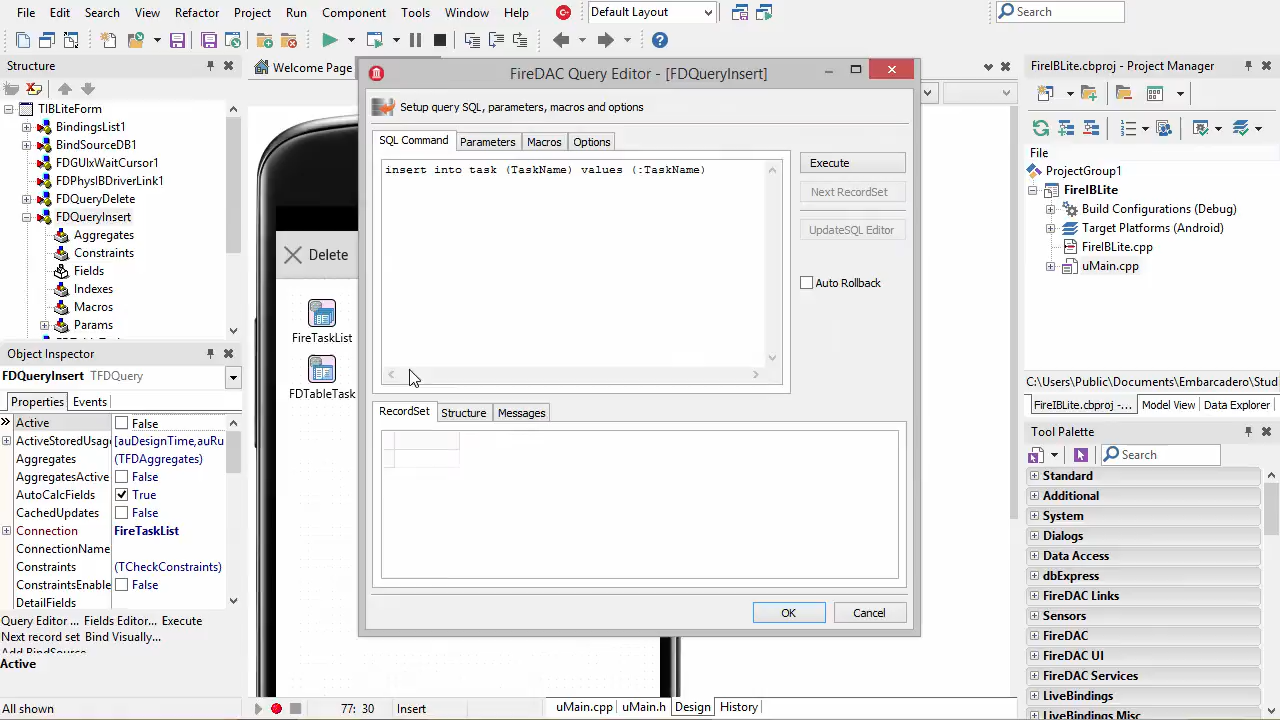 File Edit Search View Refactor Project Run Component Tools Window Help Default Layout Search
Structure
TIBLiteForm
BindingsList1
BindSourceDB1
FDGUIxWaitCursor1
FDPhysIBDriverLink1
FDQueryDelete
FDQueryInsert
Aggregates
Constraints
Fields
Indexes
Macros
Params
Object Inspector
FDQueryInsert TFDQuery
Properties Events
Active False
ActiveStoredUsage [auDesignTime,auRu
Aggregates (TFDAggregates)
AggregatesActive False
AutoCalcFields True
CachedUpdates False
Connection FireTaskList
ConnectionName
Constraints (TCheckConstraints)
ConstraintsEnable False
DetailFields
Query Editor ... Fields Editor... Execute
Next record set Bind Visually...
Add BindSource
Active
All shown
Welcome Page
Delete
FireTaskList
FDTableTask
FireDAC Query Editor - [FDQueryInsert]
Setup query SQL, parameters, macros and options
SQL Command Parameters Macros Options
insert into task (TaskName) values (:TaskName)
Execute
Next RecordSet
UpdateSQL Editor
Auto Rollback
RecordSet Structure Messages
OK Cancel
77: 30 Insert uMain.cpp uMain.h Design History
FireIBLite.cbproj - Project Manager
File
ProjectGroup1
FireIBLite
Build Configurations (Debug)
Target Platforms (Android)
FireIBLite.cpp
uMain.cpp
C:\Users\Public\Documents\Embarcadero\Stud
FireIBLite.cbproj -... Model View Data Explorer
Tool Palette
Search
Standard
Additional
System
Dialogs
Data Access
dbExpress
FireDAC Links
Sensors
FireDAC
FireDAC UI
FireDAC Services
LiveBindings
LiveBindings Misc